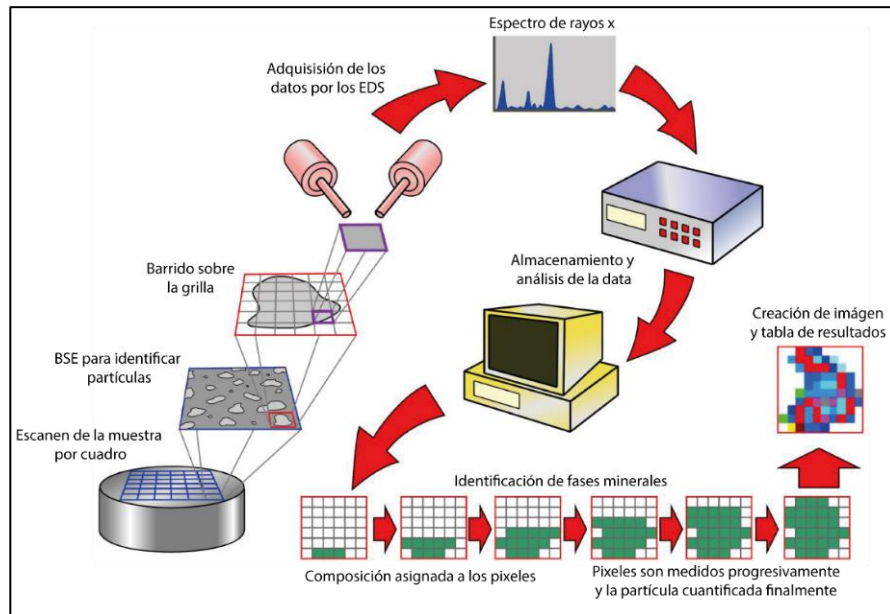 Espectro de rayos x
Adquisisión de los
datos por los EDS
Barrido sobre
la grilla
BSE para identificar
partículas
Escanen de la muestra
por cuadro
Almacenamiento y
análisis de la data
Creación de imágen
y tabla de resultados
Identificación de fases minerales
Composición asignada a los pixeles
Pixeles son medidos progresivamente
y la partícula cuantificada finalmente